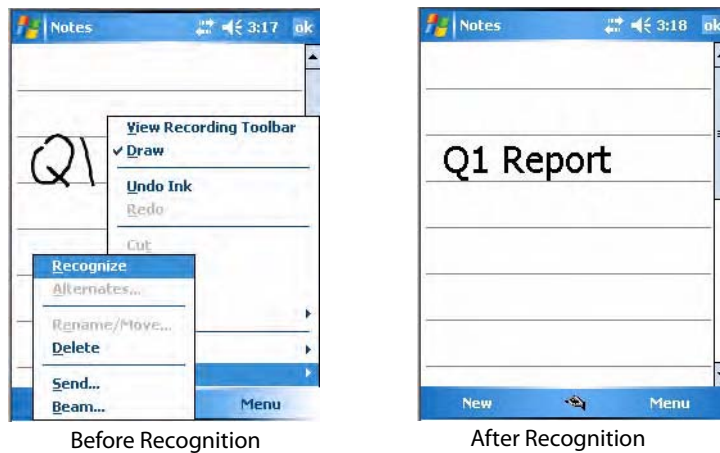 Notes 3:17 ok
Q1
View Recording Toolbar
Draw
Undo Ink
Redo
Cut
Recognize
Alternates...
Rename/Move...
Delete
Send...
Beam...
Menu
Before Recognition
Notes 3:18 ok
Q1 Report
New Menu
After Recognition